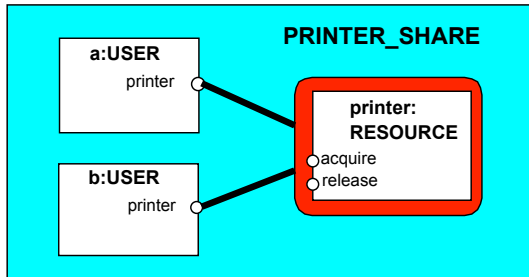 PRINTER_SHARE
a:USER
printer
b:USER
printer
printer:
RESOURCE
acquire
release